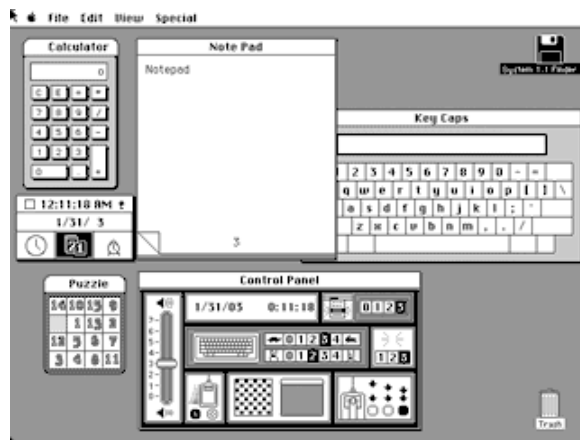 File Edit View Special
Calculator
0
C E = *
7 8 9 /
4 5 6 -
1 2 3 +
0 .
Note Pad
Notepad
3
System 1.1 Finder
Key Caps
1 2 3 4 5 6 7 8 9 0 - =
q w e r t y u i o p [ ] \
a s d f g h j k l ; '
z x c v b n m , . /
12:11:18 AM
1/31/ 3
Puzzle
14 10 15
1 13 2
12 5 6 7
3 4 8 11
Control Panel
1/31/03 0:11:18
0 1 2 3
7-
6-
5-
4-
3-
2-
1-
0-
0 1 2 3 4
0 1 2 3 4
1 2 3
Trash